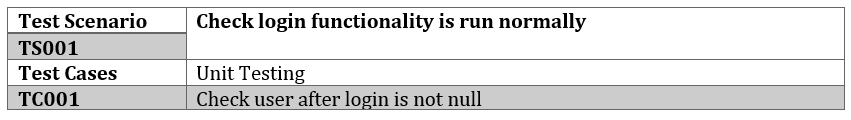 Test Scenario Check login functionality is run normally
TS001
Test Cases Unit Testing
TC001 Check user after login is not null